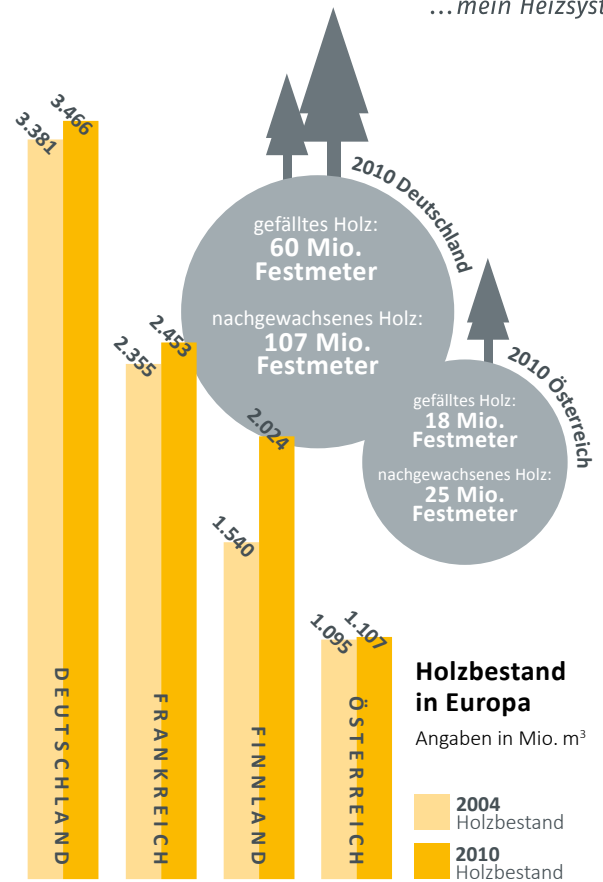 ...mein Heizsyst
3.381
3.466
2.355
2.453
1.540
2.024
1.095
1.107
2010 Deutschland
gefälltes Holz:
60 Mio.
Festmeter
nachgewachsenes Holz:
107 Mio.
Festmeter
2010 Österreich
gefälltes Holz:
18 Mio.
Festmeter
nachgewachsenes Holz:
25 Mio.
Festmeter
DEUTSCHLAND
FRANKREICH
FINNLAND
ÖSTERREICH
Holzbestand
in Europa
Angaben in Mio. m³
2004
Holzbestand
2010
Holzbestand